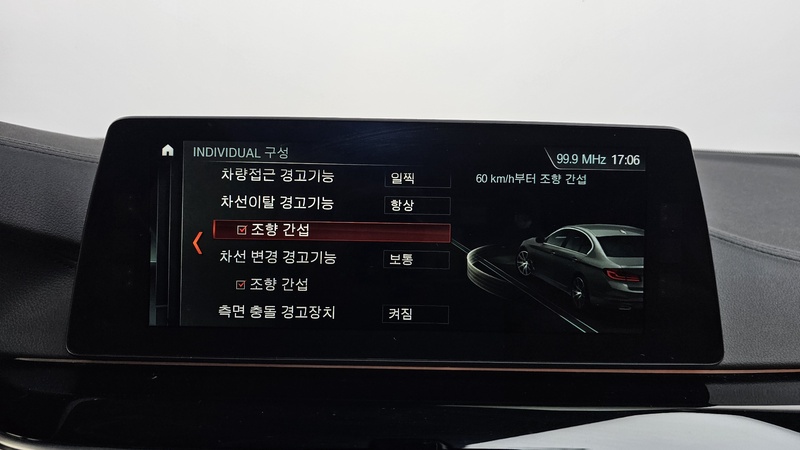 INDIVIDUAL 구성
99.9 MHz 17:06
차량접근 경고기능 일찍
60 km/h부터 조향 간섭
차선이탈 경고기능 항상
조향 간섭
차선 변경 경고기능 보통
조향 간섭
측면 충돌 경고장치 켜짐